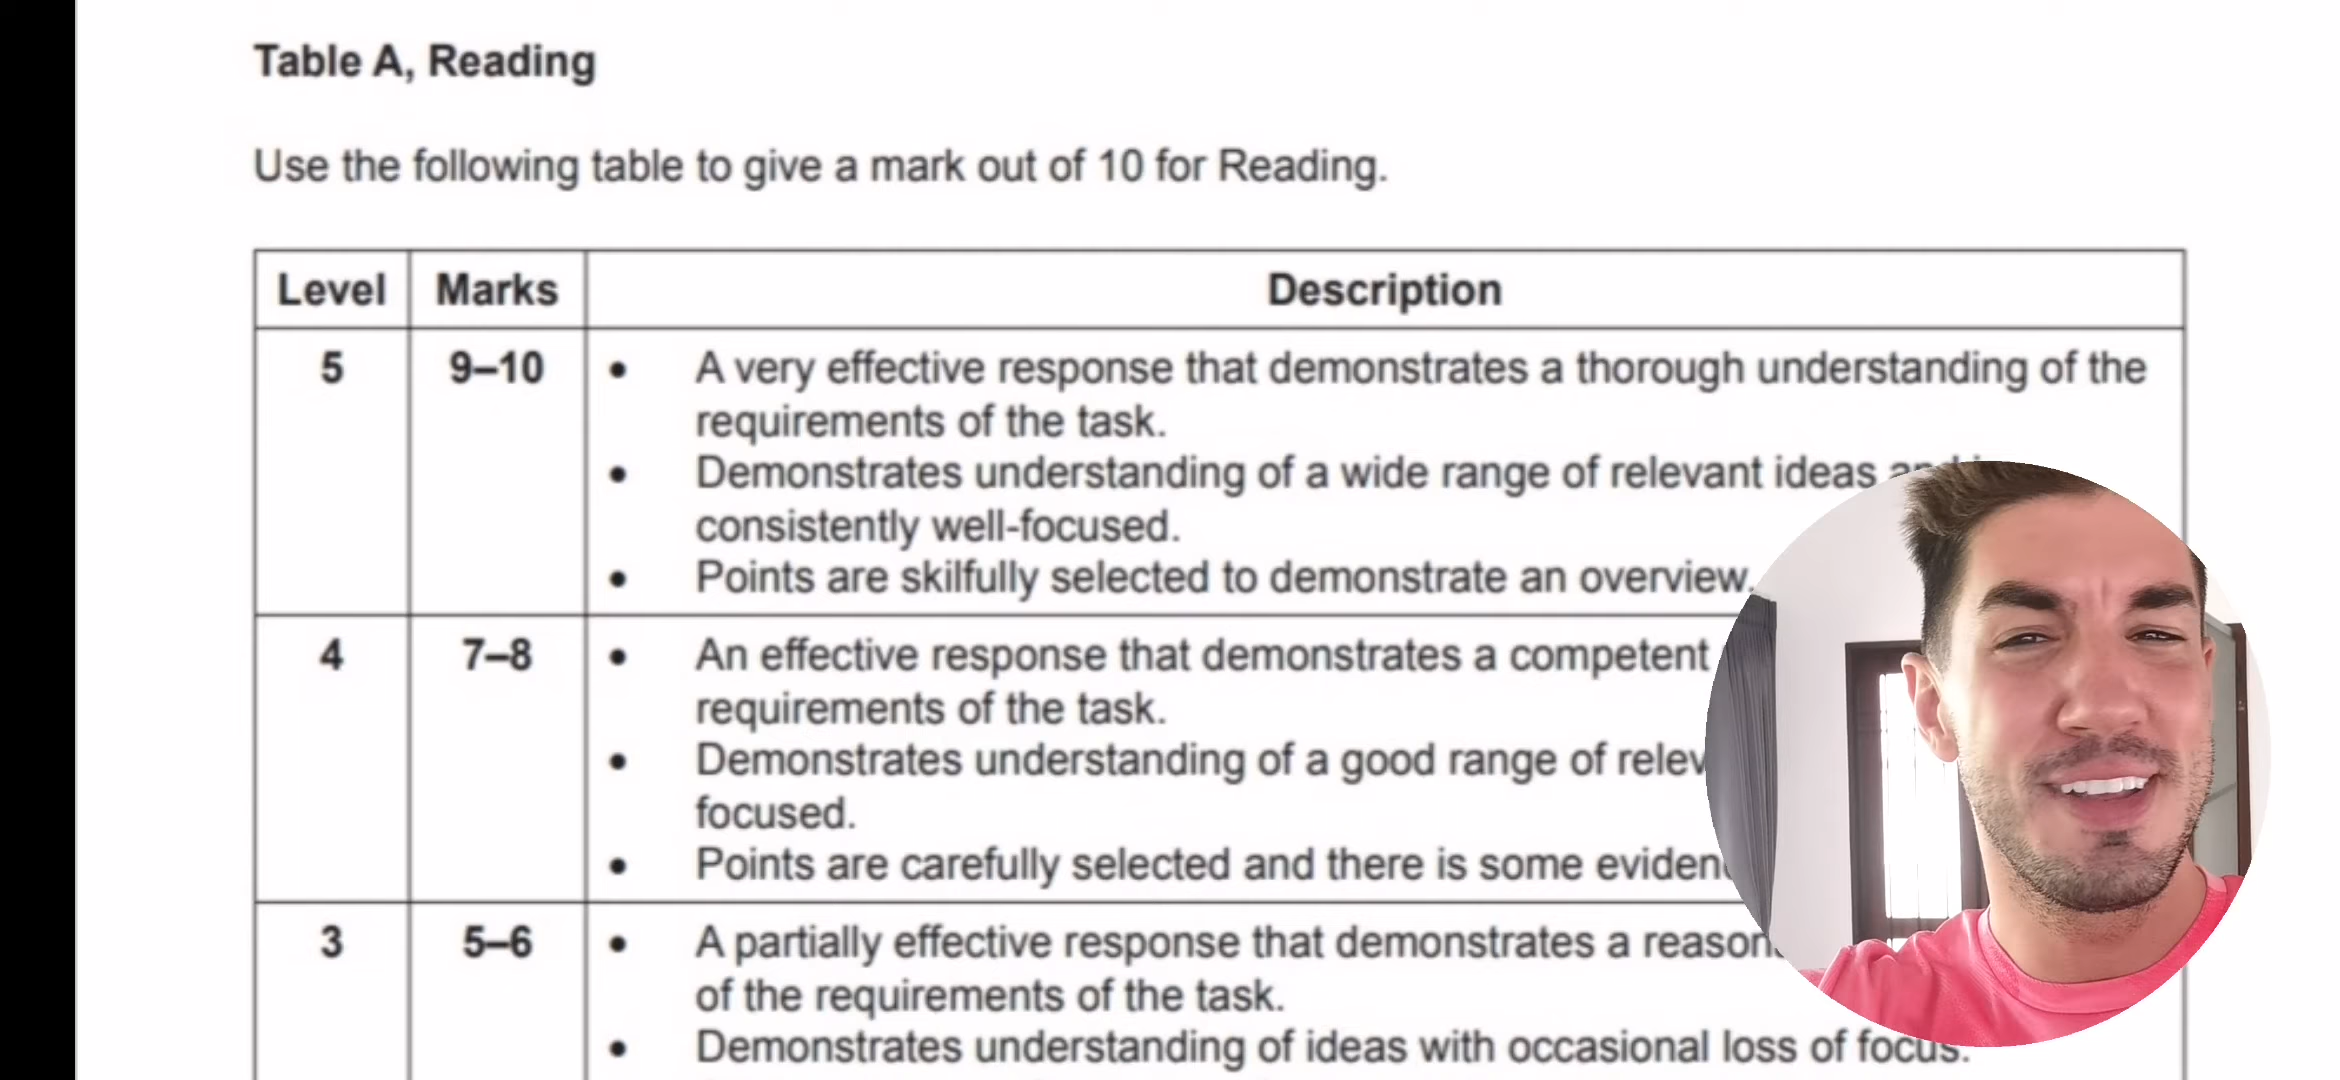 Table A, Reading
Use the following table to give a mark out of 10 for Reading.
Level Marks Description
5 9–10 • A very effective response that demonstrates a thorough understanding of the
requirements of the task.
• Demonstrates understanding of a wide range of relevant ideas
consistently well-focused.
• Points are skilfully selected to demonstrate an overview.
4 7–8 • An effective response that demonstrates a competent
requirements of the task.
• Demonstrates understanding of a good range of
focused.
• Points are carefully selected and there is some
3 5–6 • A partially effective response that demonstrates a
of the requirements of the task.
• Demonstrates understanding of ideas with occasional loss of focus.